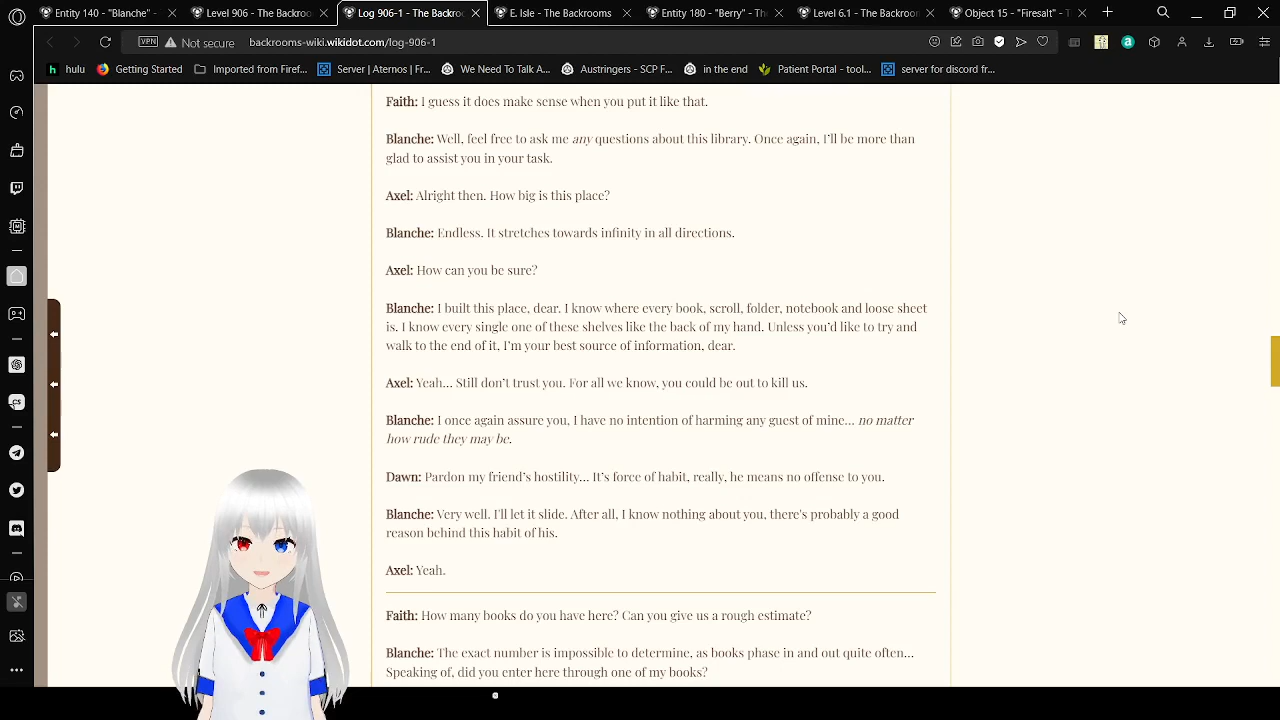 Entity 140 - "Blanche" -
Level 906 - The Backroo
Log 906-1 - The Backroo
E. Isle - The Backrooms
Entity 180 - "Berry" - The
Level 6.1 - The Backroo
Object 15 - "Firesalt" - T
VPN
Not secure
backrooms-wiki.wikidot.com/log-906-1
hulu
Getting Started
Imported from Firef...
Server | Aternos | Fr...
We Need To Talk A...
Austringers - SCP F...
in the end
Patient Portal - tool...
server for discord fr...
Faith: I guess it does make sense when you put it like that.
Blanche: Well, feel free to ask me any questions about this library. Once again, I'll be more than
glad to assist you in your task.
Axel: Alright then. How big is this place?
Blanche: Endless. It stretches towards infinity in all directions.
Axel: How can you be sure?
Blanche: I built this place, dear. I know where every book, scroll, folder, notebook and loose sheet
is. I know every single one of these shelves like the back of my hand. Unless you'd like to try and
walk to the end of it, I'm your best source of information, dear.
Axel: Yeah... Still don't trust you. For all we know, you could be out to kill us.
Blanche: I once again assure you, I have no intention of harming any guest of mine... no matter
how rude they may be.
Dawn: Pardon my friend's hostility... It's force of habit, really, he means no offense to you.
Blanche: Very well. I'll let it slide. After all, I know nothing about you, there's probably a good
reason behind this habit of his.
Axel: Yeah.
Faith: How many books do you have here? Can you give us a rough estimate?
Blanche: The exact number is impossible to determine, as books phase in and out quite often...
Speaking of, did you enter here through one of my books?